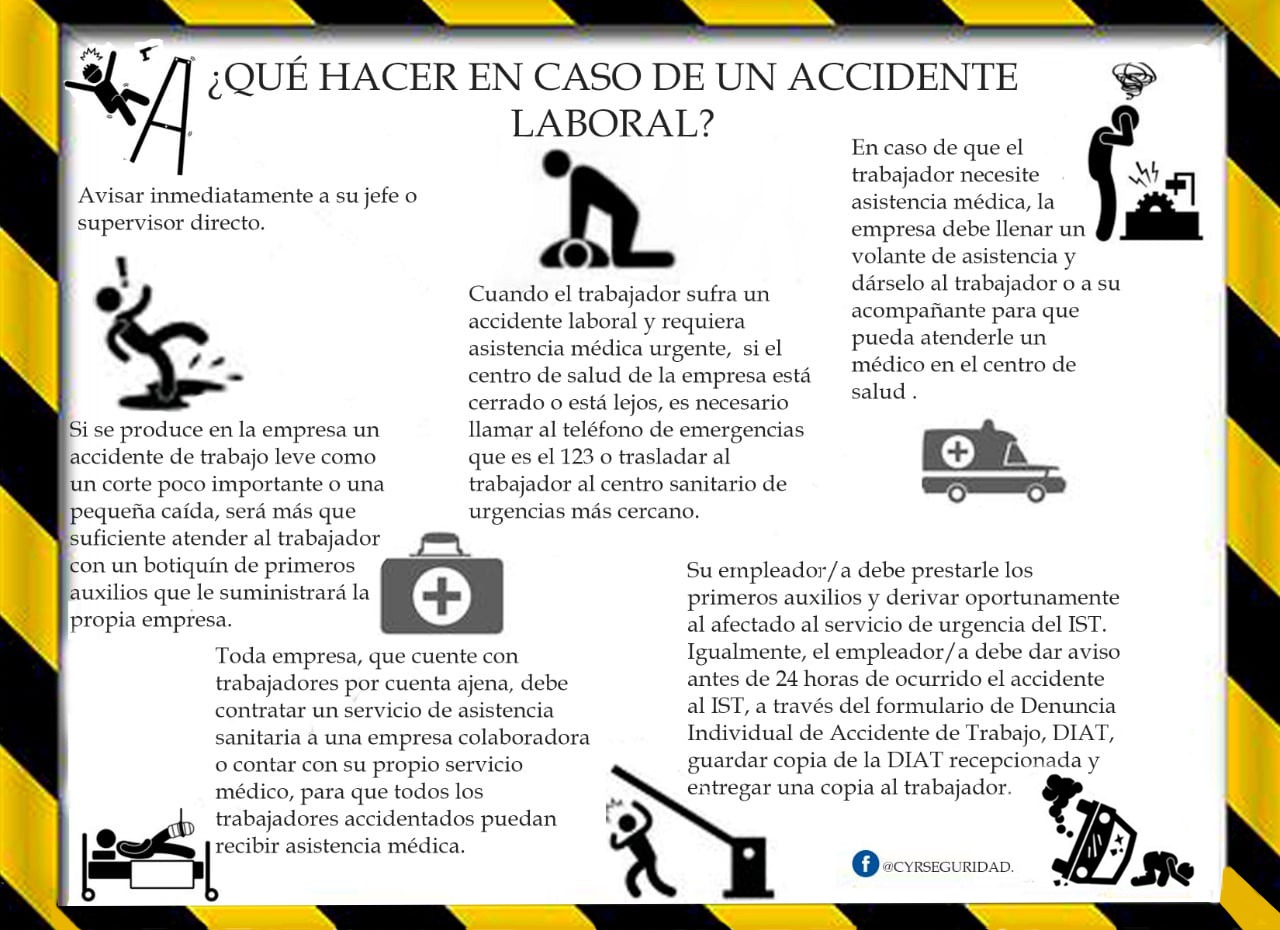 ¿QUÉ HACER EN CASO DE UN ACCIDENTE
LABORAL?
Avisar inmediatamente a su jefe o
supervisor directo.
Si se produce en la empresa un
accidente de trabajo leve como
un corte poco importante o una
pequeña caída, será más que
suficiente atender al trabajador
con un botiquín de primeros
auxilios que le suministrará la
propia empresa.
Cuando el trabajador sufra un
accidente laboral y requiera
asistencia médica urgente, si el
centro de salud de la empresa está
cerrado o está lejos, es necesario
llamar al teléfono de emergencias
que es el 123 o trasladar al
trabajador al centro sanitario de
urgencias más cercano.
En caso de que el
trabajador necesite
asistencia médica, la
empresa debe llenar un
volante de asistencia y
dárselo al trabajador o a su
acompañante para que
pueda atenderle un
médico en el centro de
salud .
Toda empresa, que cuente con
trabajadores por cuenta ajena, debe
contratar un servicio de asistencia
sanitaria a una empresa colaboradora
o contar con su propio servicio
médico, para que todos los
trabajadores accidentados puedan
recibir asistencia médica.
Su empleador/a debe prestarle los
primeros auxilios y derivar oportunamente
al afectado al servicio de urgencia del IST.
Igualmente, el empleador/a debe dar aviso
antes de 24 horas de ocurrido el accidente
al IST, a través del formulario de Denuncia
Individual de Accidente de Trabajo, DIAT,
guardar copia de la DIAT recepcionada y
entregar una copia al trabajador.
@CYRSEGURIDAD.